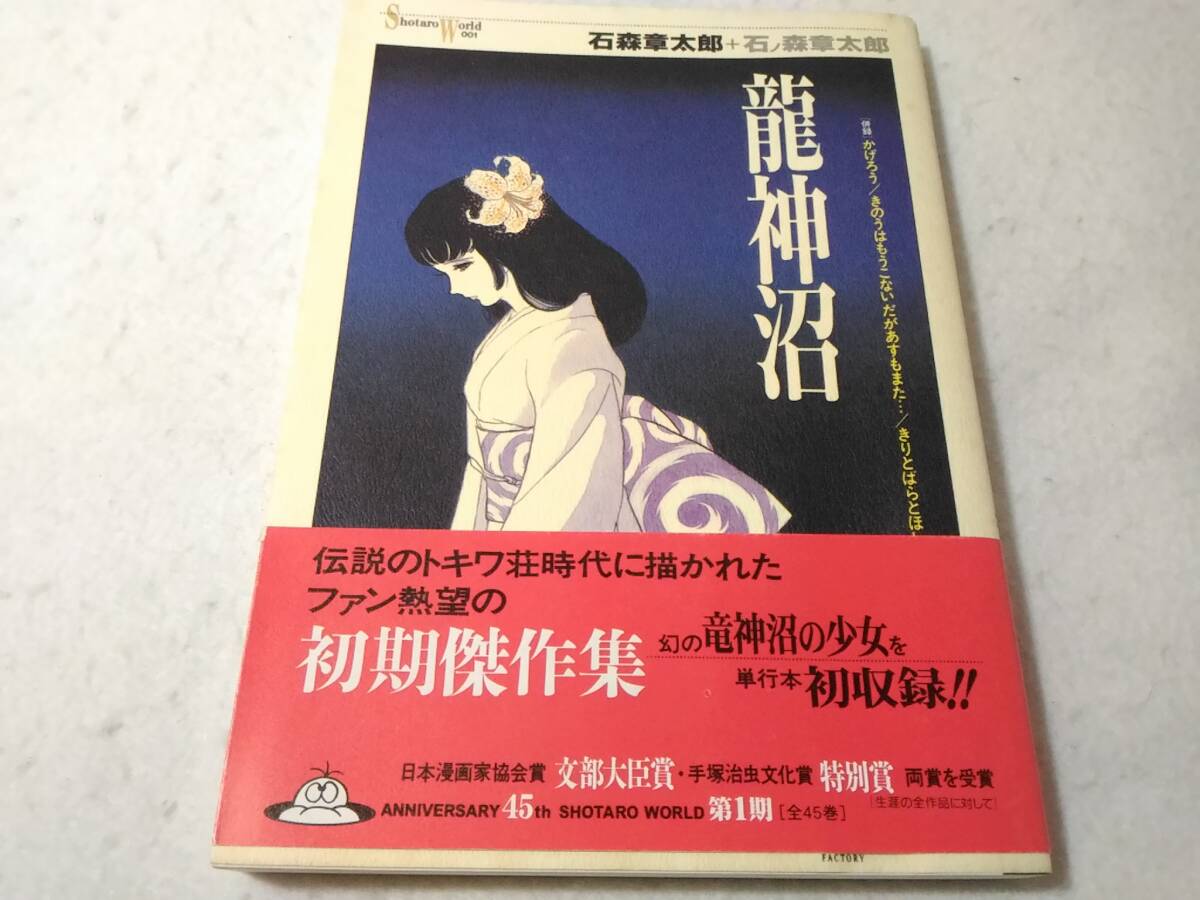 Shotaro World
001
石森章太郎+石ノ森章太郎
龍神沼
[併録]かげろう/きのうはもうこないだがあすもまた…/きりとばらとほ
伝説のトキワ荘時代に描かれた
ファン熱望の
初期傑作集
幻の竜神沼の少女を
単行本初収録!!
日本漫画家協会賞 文部大臣賞・手塚治虫文化賞 特別賞 両賞を受賞
[生涯の全作品に対して]
ANNIVERSARY 45th SHOTARO WORLD 第1期[全45巻]
FACTORY